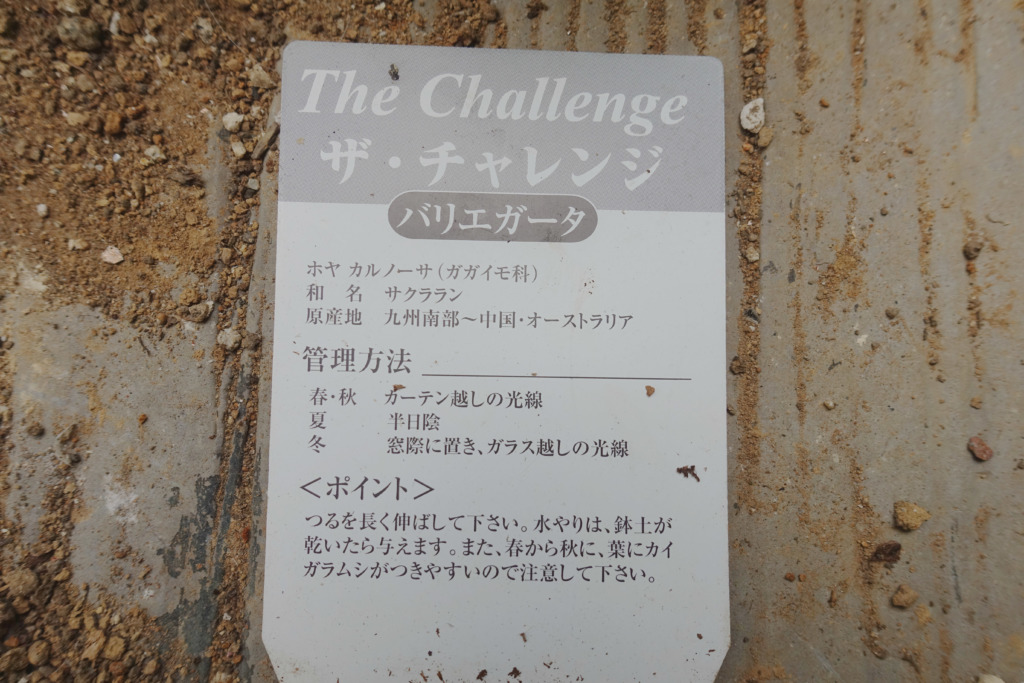 The Challenge
ザ・チャレンジ
バリエガータ
ホヤ カルノーサ(ガガイモ科)
和 名 サクララン
原産地 九州南部～中国・オーストラリア
管理方法
春・秋 カーテン越しの光線
夏 半日陰
冬 窓際に置き、ガラス越しの光線
＜ポイント＞
つるを長く伸ばして下さい。水やりは、鉢土が
乾いたら与えます。また、春から秋に、葉にカイ
ガラムシがつきやすいので注意して下さい。